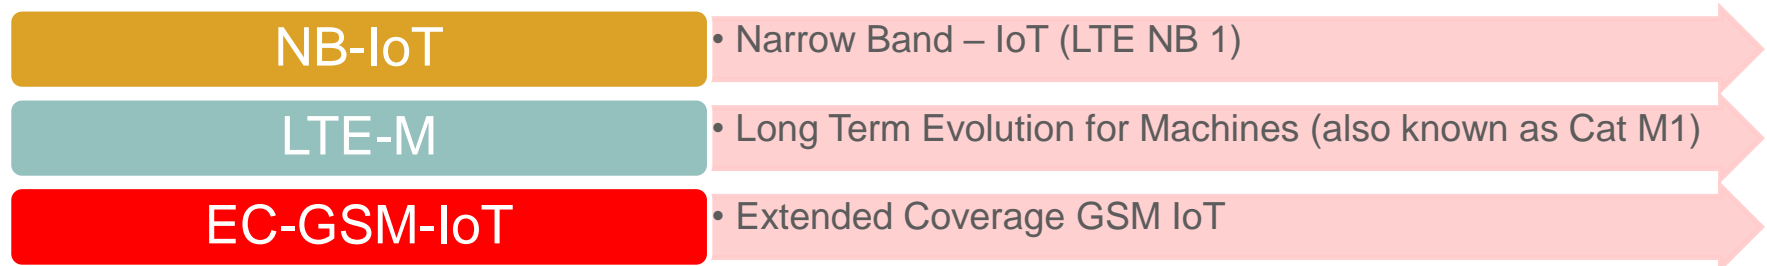 NB-IoT
• Narrow Band – IoT (LTE NB 1)
LTE-M
• Long Term Evolution for Machines (also known as Cat M1)
EC-GSM-IoT
• Extended Coverage GSM IoT